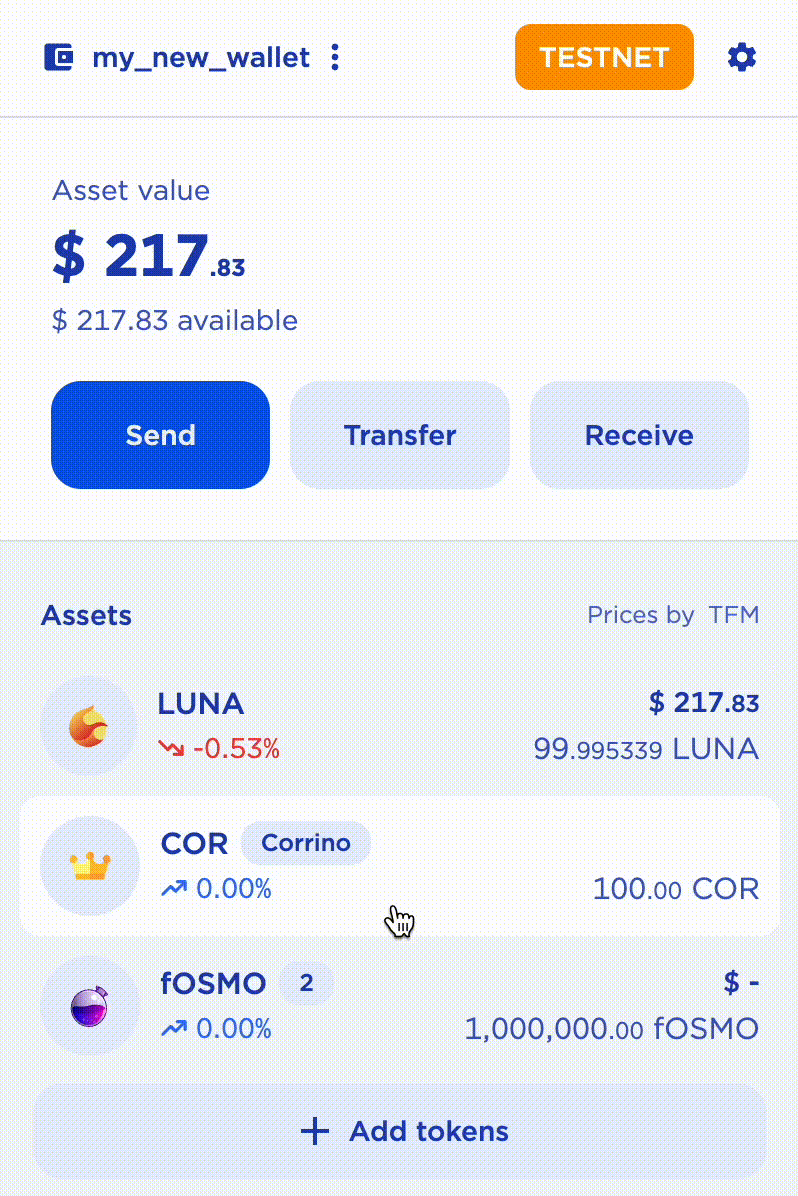 my_new_wallet
TESTNET
Asset value
$ 217.83
$ 217.83 available
Send
Transfer
Receive
Assets
Prices by TFM
LUNA
$ 217.83
-0.53%
99.995339 LUNA
COR
Corrino
0.00%
100.00 COR
fOSMO
2
$ -
0.00%
1,000,000.00 fOSMO
Add tokens